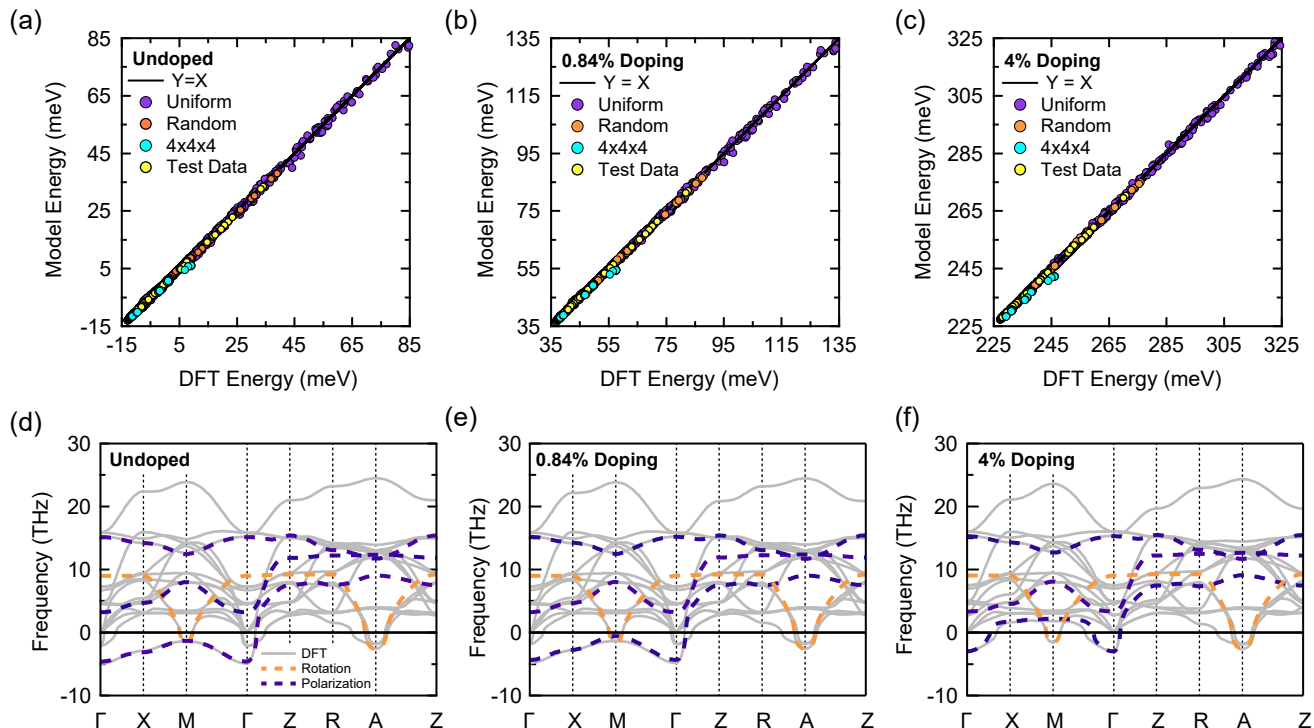 (a)
85
65
45
25
5
-15
Model Energy (meV)
Undoped
Y=X
Uniform
Random
4x4x4
Test Data
-15 5 25 45 65 85
DFT Energy (meV)
(b)
135
115
95
75
55
35
Model Energy (meV)
0.84% Doping
Y = X
Uniform
Random
4x4x4
Test Data
35 55 75 95 115 135
DFT Energy (meV)
(c)
325
305
285
265
245
225
Model Energy (meV)
4% Doping
Y = X
Uniform
Random
4x4x4
Test Data
225 245 265 285 305 325
DFT Energy (meV)
(d)
30
20
10
0
-10
Frequency (THz)
Undoped
DFT
Rotation
Polarization
Γ X M Γ Z R A Z
(e)
30
20
10
0
-10
Frequency (THz)
0.84% Doping
Γ X M Γ Z R A Z
(f)
30
20
10
0
-10
Frequency (THz)
4% Doping
Γ X M Γ Z R A Z